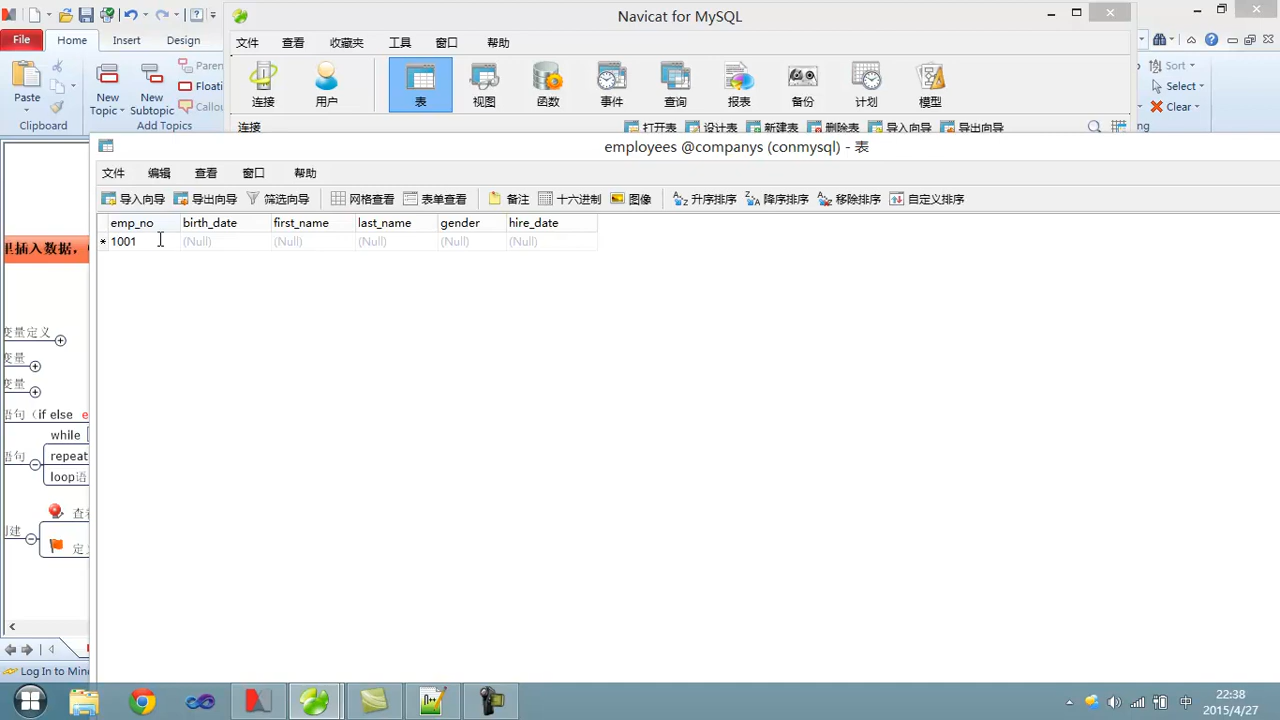 Navicat for MySQL
File Home Insert Design
文件 查看 收藏夹 工具 窗口 帮助
Paste New Topic New Subtopic Paren Floati Callou
Clipboard Add Topics
连接 用户 表 视图 函数 事件 查询 报表 备份 计划 模型
Sort Select Clear
ng
连接 打开表 设计表 新建表 删除表 导入向导 导出向导
employees @companys (conmysql) - 表
文件 编辑 查看 窗口 帮助
导入向导 导出向导 筛选向导 网格查看 表单查看 备注 十六进制 图像 升序排序 降序排序 移除排序 自定义排序
emp_no birth_date first_name last_name gender hire_date
* 1001 (Null) (Null) (Null) (Null) (Null)
里插入数据，
变量定义
变量
变量
语句（if else e
while
语句 repeat
loop语
查看
创建
定义
Log In to Mine
中 22:38
2015/4/27